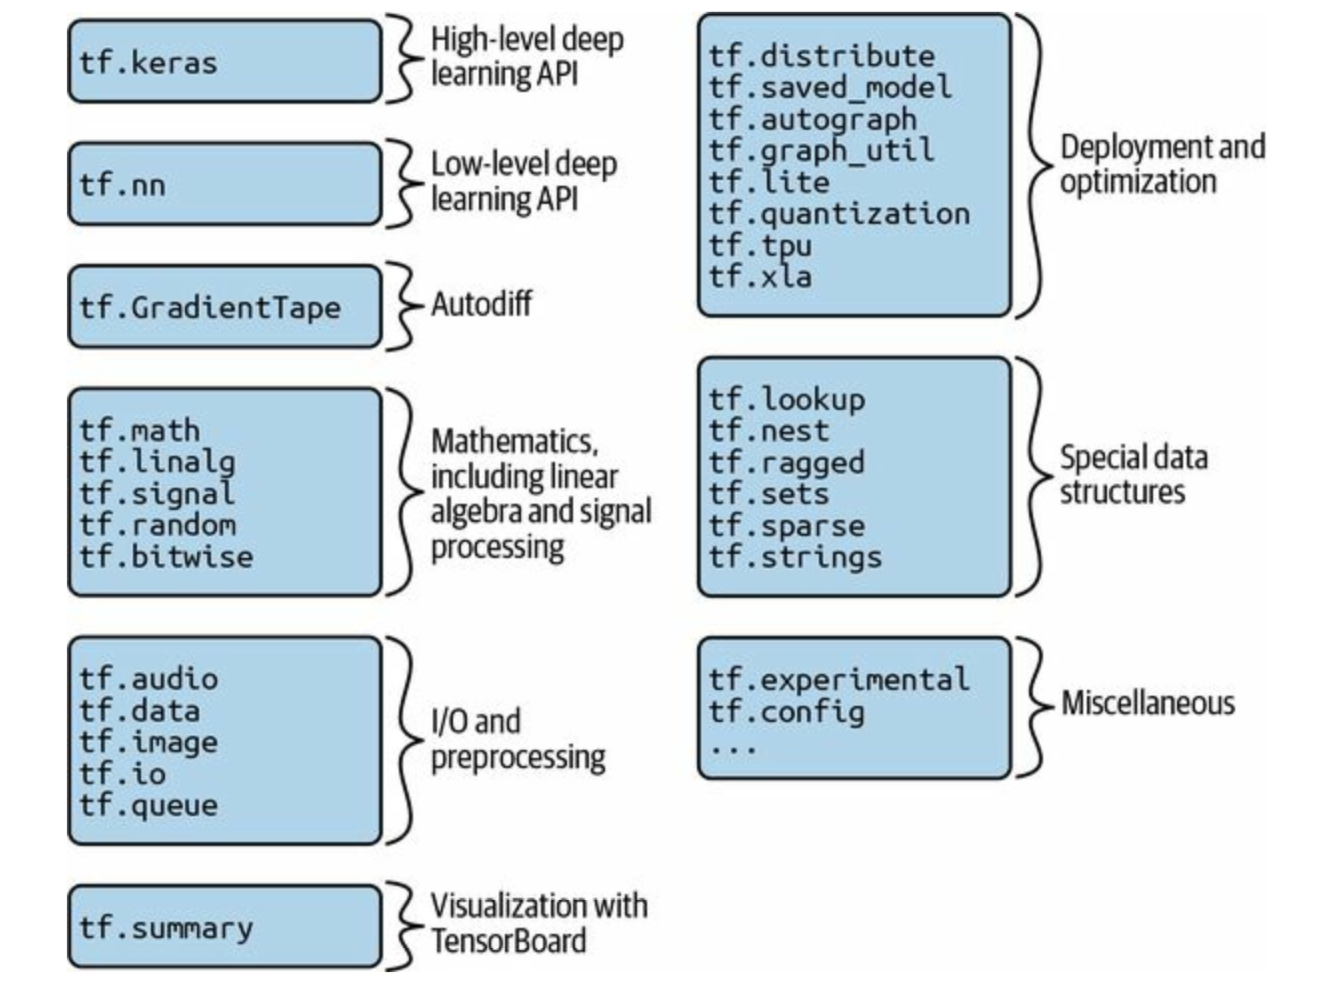 tf.keras
High-level deep
learning API
tf.nn
Low-level deep
learning API
tf.GradientTape
Autodiff
tf.math
tf.linalg
tf.signal
tf.random
tf.bitwise
Mathematics,
including linear
algebra and signal
processing
tf.audio
tf.data
tf.image
tf.io
tf.queue
I/O and
preprocessing
tf.summary
Visualization with
TensorBoard
tf.distribute
tf.saved_model
tf.autograph
tf.graph_util
tf.lite
tf.quantization
tf.tpu
tf.xla
Deployment and
optimization
tf.lookup
tf.nest
tf.ragged
tf.sets
tf.sparse
tf.strings
Special data
structures
tf.experimental
tf.config
...
Miscellaneous